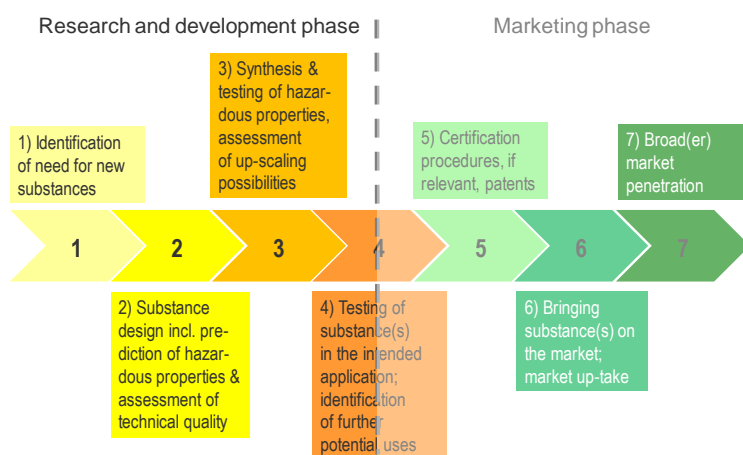 Research and development phase
Marketing phase
3) Synthesis &
testing of hazar-
dous properties,
assessment
of up-scaling
possibilities
1) Identification
of need for new
substances
5) Certification
procedures, if
relevant, patents
7) Broad(er)
market
penetration
1
2
3
4
5
6
7
2) Substance
design incl. pre-
diction of hazar-
dous properties &
assessment of
technical quality
4) Testing of
substance(s)
in the intended
application;
identification
of further
potential uses
6) Bringing
substance(s) on
the market;
market up-take